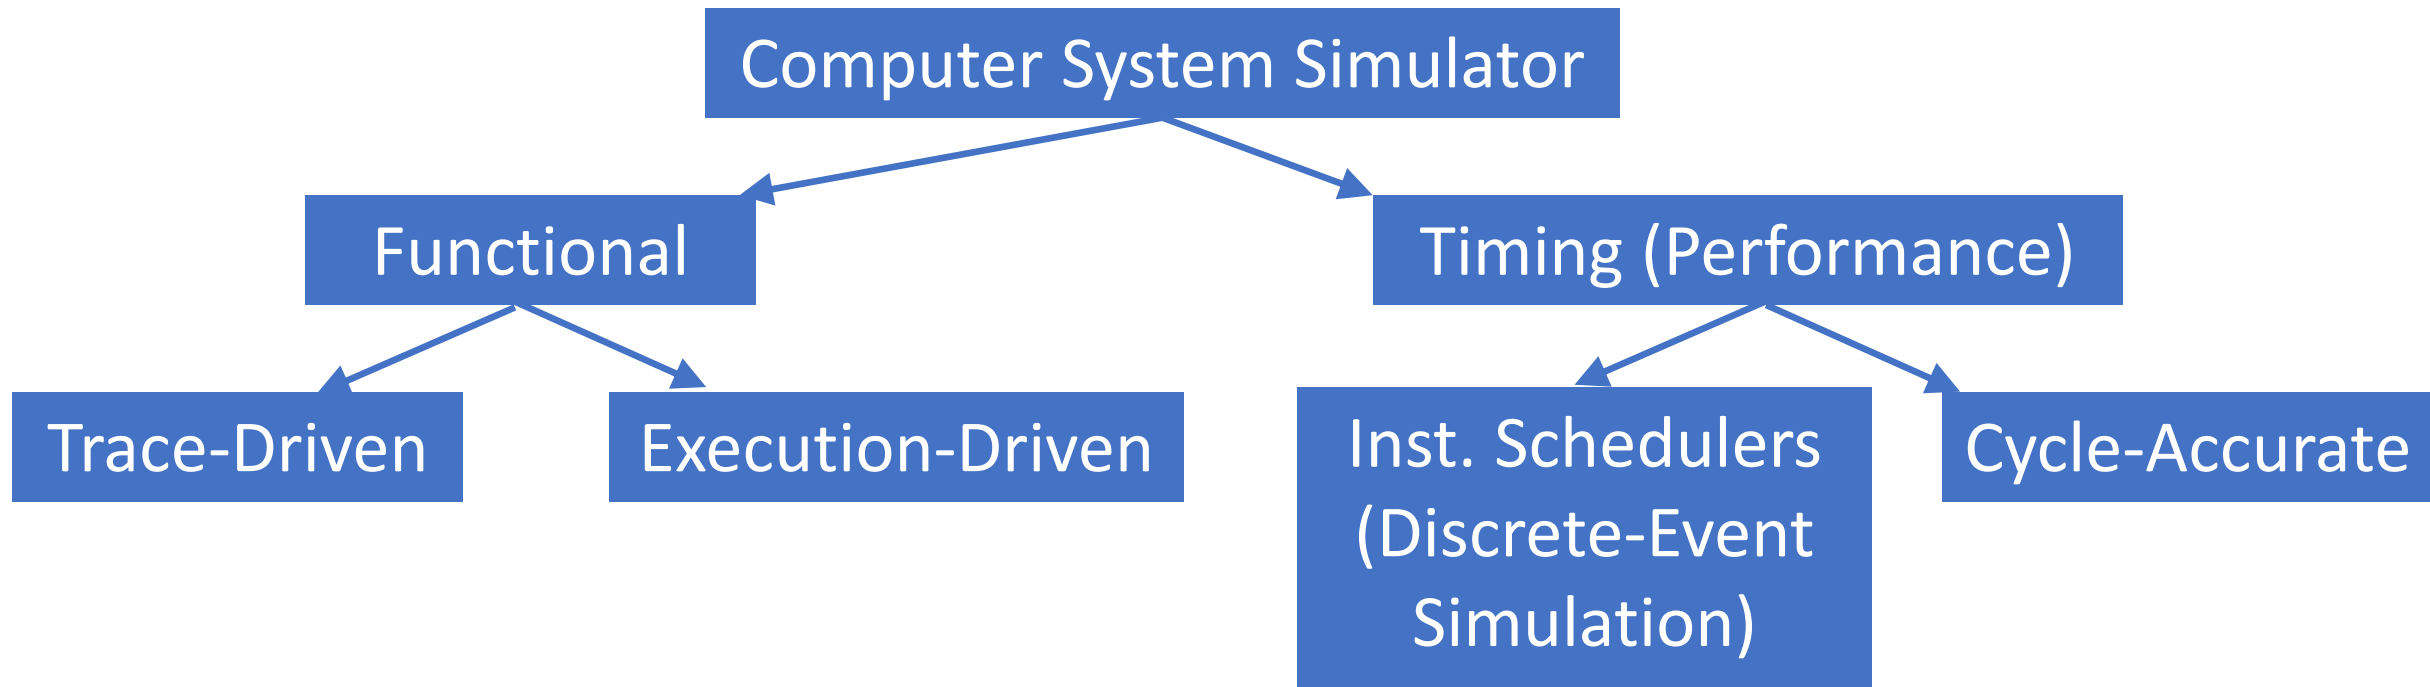 Computer System Simulator
Functional
Timing (Performance)
Trace-Driven
Execution-Driven
Inst. Schedulers
(Discrete-Event
Simulation)
Cycle-Accurate